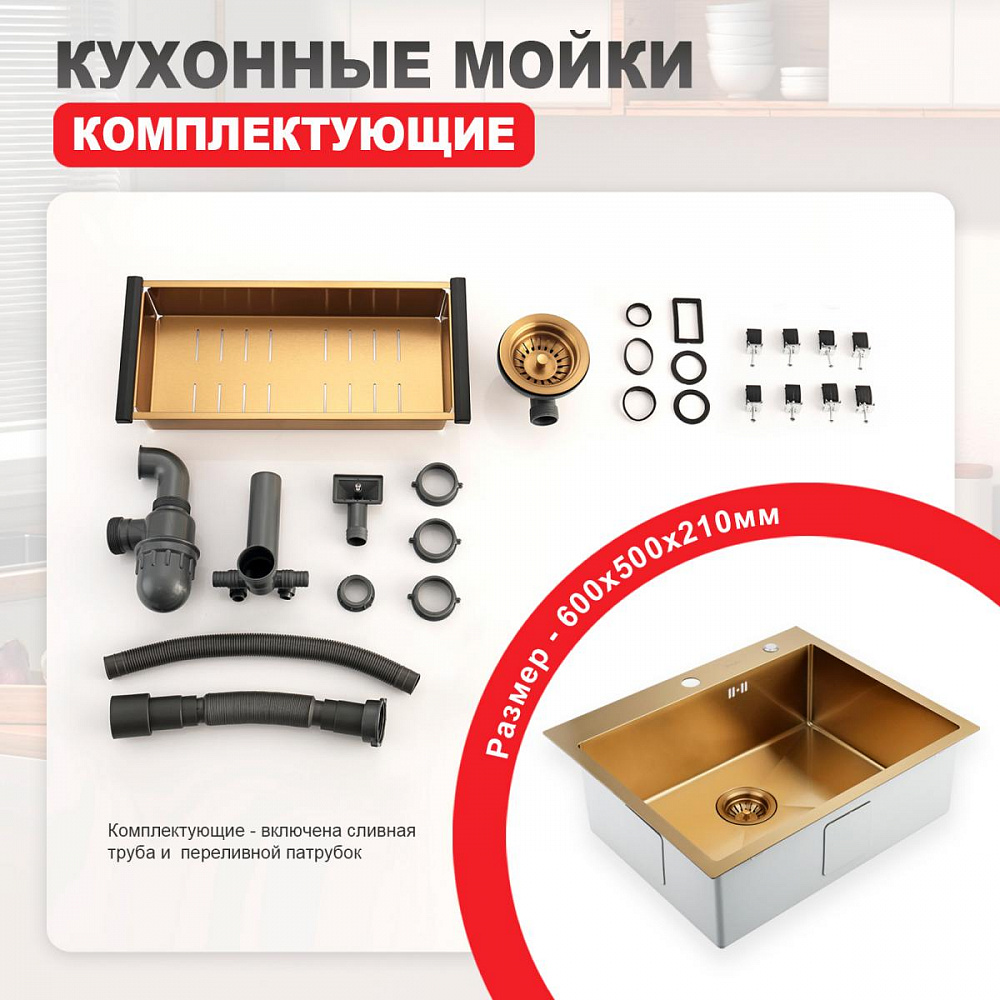 КУХОННЫЕ МОЙКИ
КОМПЛЕКТУЮЩИЕ
Размер - 600х500х210мм
Комплектующие - включена сливная
труба и переливной патрубок